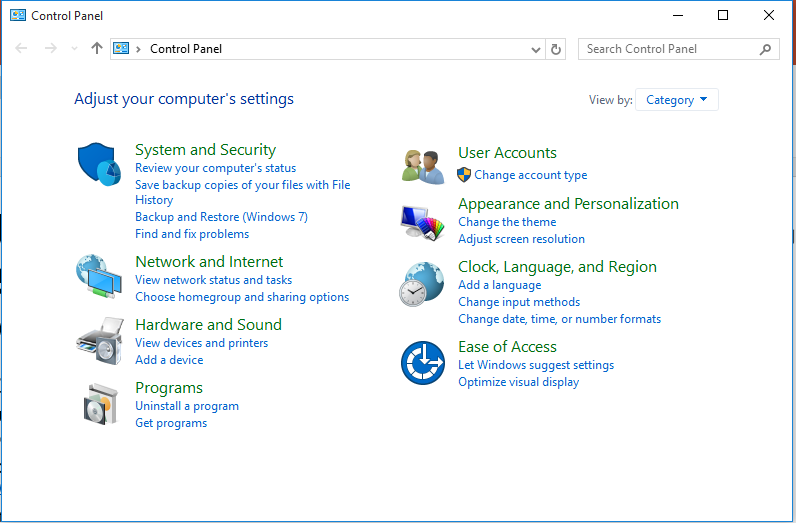 Control Panel
Control Panel
Search Control Panel
Adjust your computer's settings
View by: Category
System and Security
Review your computer's status
Save backup copies of your files with File
History
Backup and Restore (Windows 7)
Find and fix problems
Network and Internet
View network status and tasks
Choose homegroup and sharing options
Hardware and Sound
View devices and printers
Add a device
Programs
Uninstall a program
Get programs
User Accounts
Change account type
Appearance and Personalization
Change the theme
Adjust screen resolution
Clock, Language, and Region
Add a language
Change input methods
Change date, time, or number formats
Ease of Access
Let Windows suggest settings
Optimize visual display